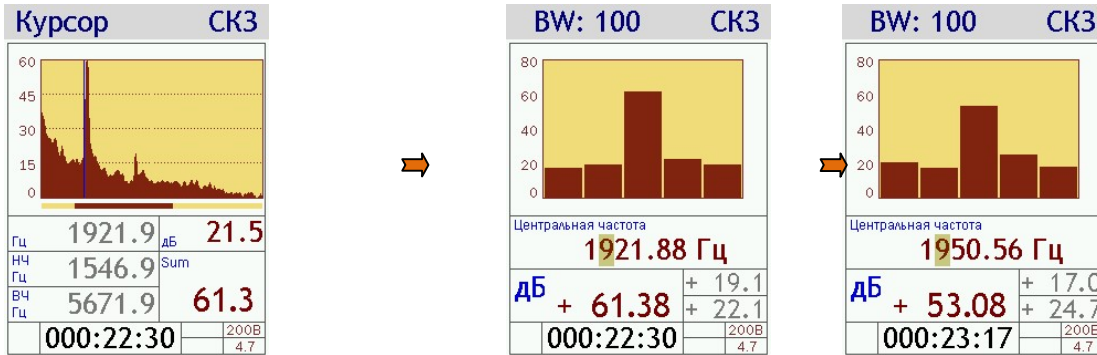 Курсор СКЗ
60
45
30
15
0
Гц 1921.9 дБ 21.5
НЧ Гц 1546.9 Sum
ВЧ Гц 5671.9 61.3
000:22:30 200В 4.7
BW: 100 СКЗ
80
60
40
20
0
Центральная частота
1921.88 Гц
дБ + 61.38 + 19.1
+ 22.1
000:22:30 200В 4.7
BW: 100 СКЗ
80
60
40
20
0
Центральная частота
1950.56 Гц
дБ + 53.08 + 17.0
+ 24.7
000:23:17 200В 4.7